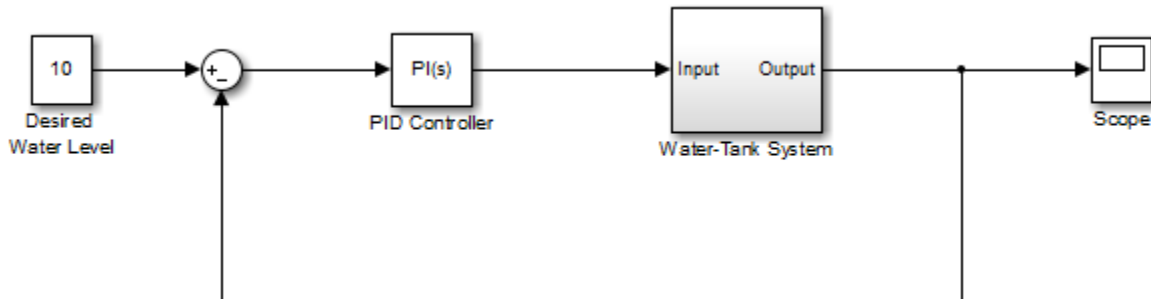 10
Desired
Water Level
+
-
PI(s)
PID Controller
Input
Output
Water-Tank System
Scope